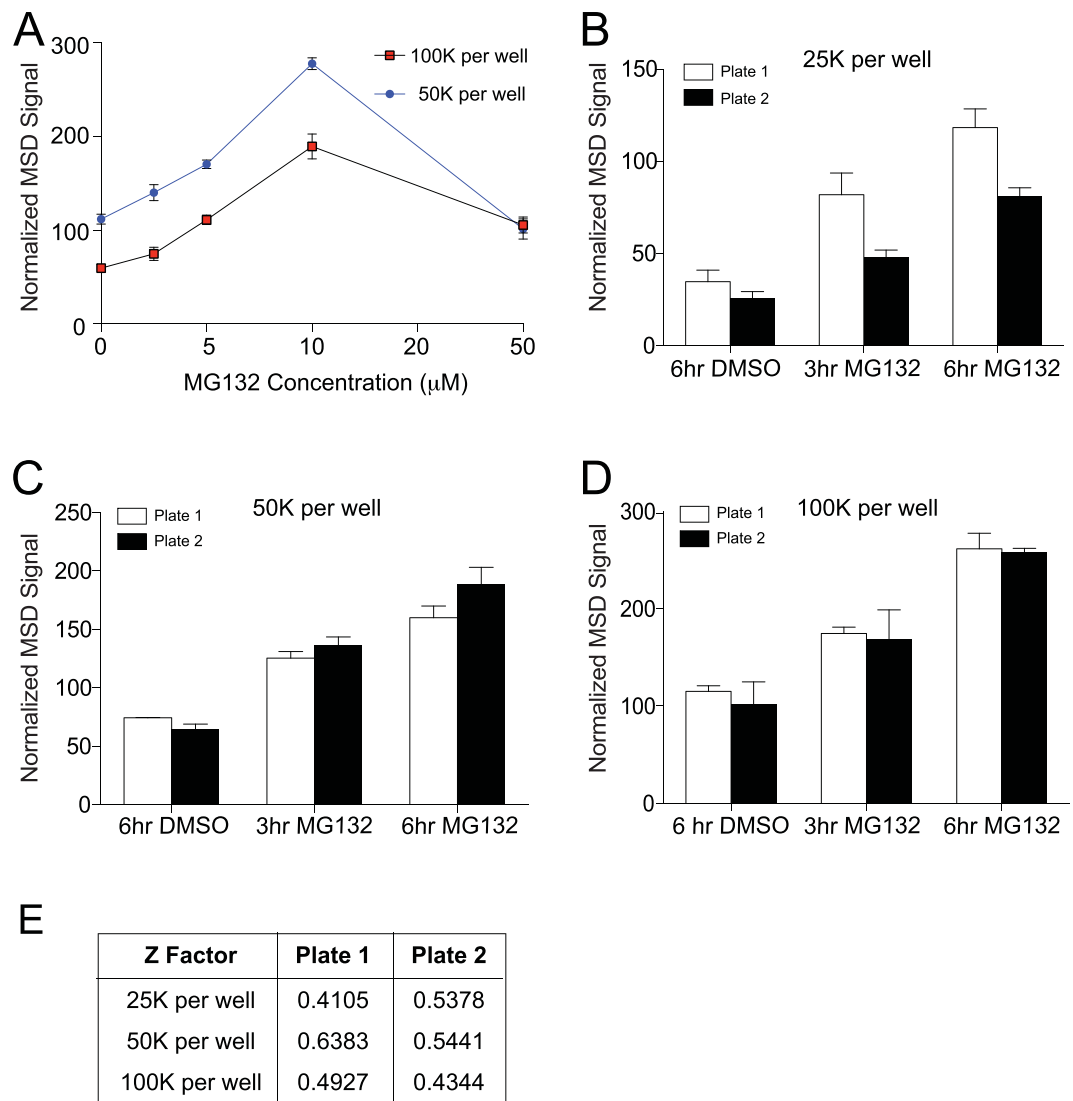 A
Normalized MSD Signal
300
200
100
0
0 5 10 20 50
MG132 Concentration (μM)
100K per well
50K per well
B
25K per well
Plate 1
Plate 2
Normalized MSD Signal
150
100
50
0
6hr DMSO 3hr MG132 6hr MG132
C
50K per well
Plate 1
Plate 2
Normalized MSD Signal
250
200
150
100
50
0
6hr DMSO 3hr MG132 6hr MG132
D
100K per well
Plate 1
Plate 2
Normalized MSD Signal
300
200
100
0
6 hr DMSO 3hr MG132 6hr MG132
E
Z Factor Plate 1 Plate 2
25K per well 0.4105 0.5378
50K per well 0.6383 0.5441
100K per well 0.4927 0.4344